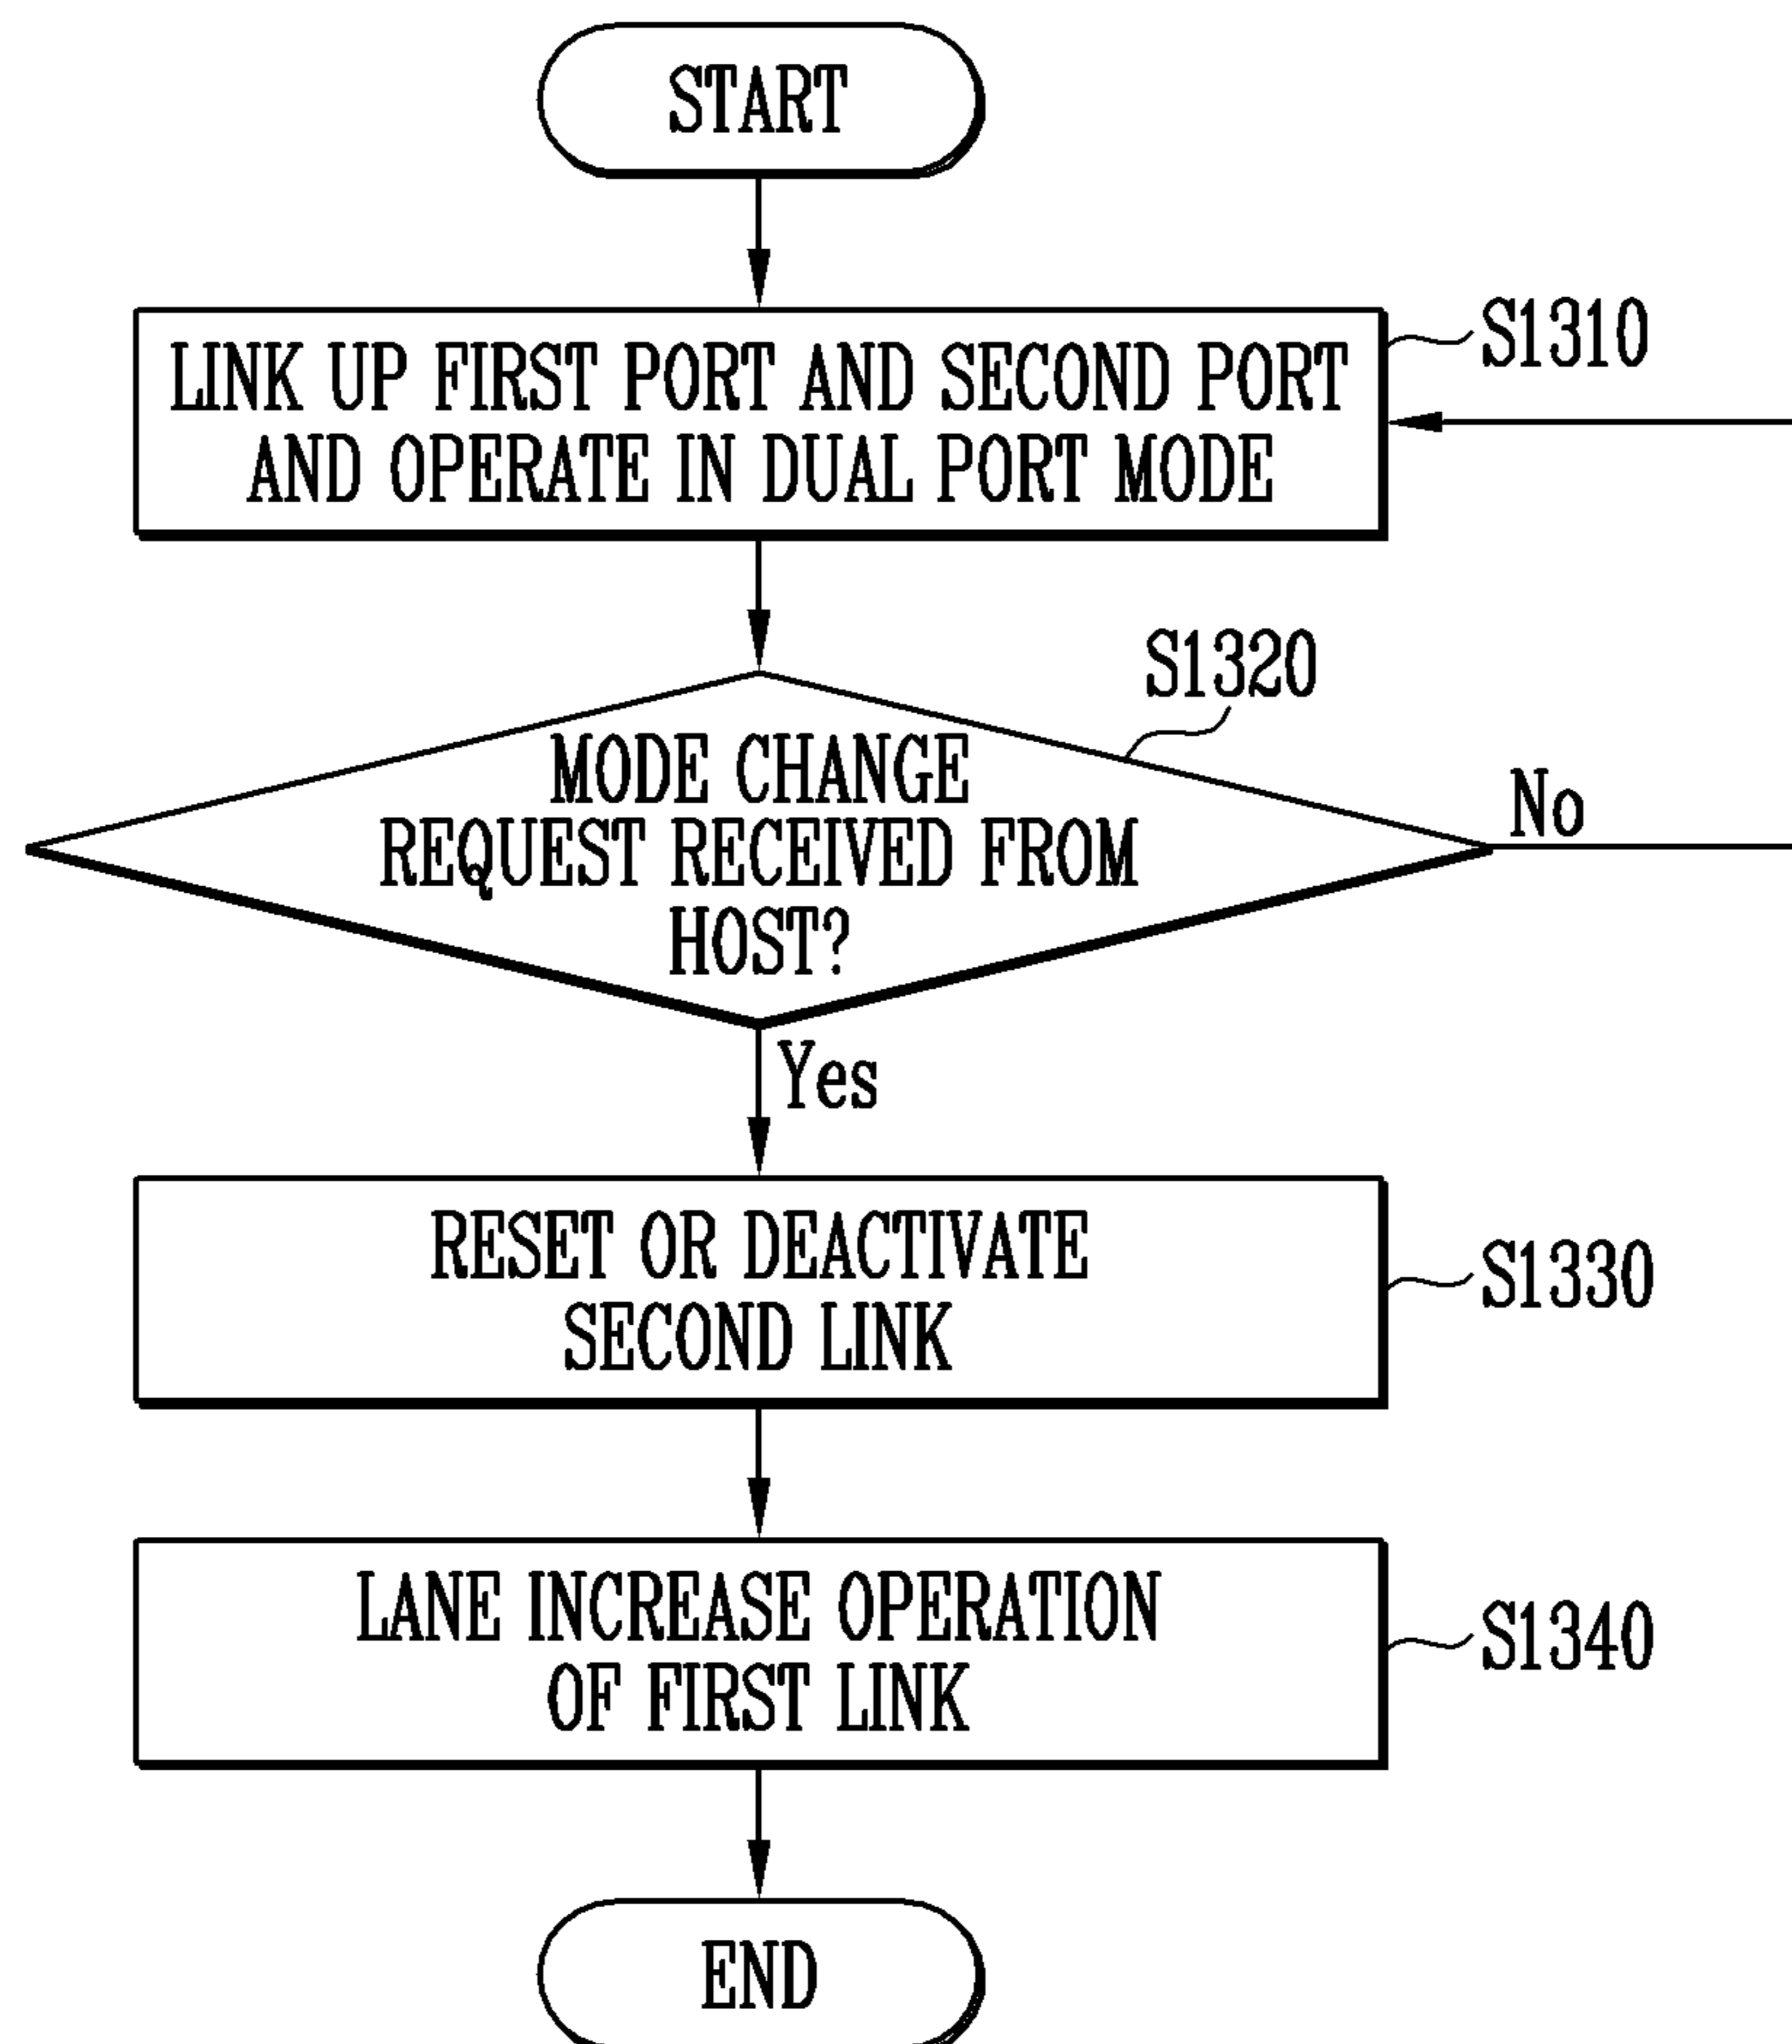 START
LINK UP FIRST PORT AND SECOND PORT
AND OPERATE IN DUAL PORT MODE
S1310
S1320
MODE CHANGE
REQUEST RECEIVED FROM
HOST?
No
Yes
RESET OR DEACTIVATE
SECOND LINK
S1330
LANE INCREASE OPERATION
OF FIRST LINK
S1340
END